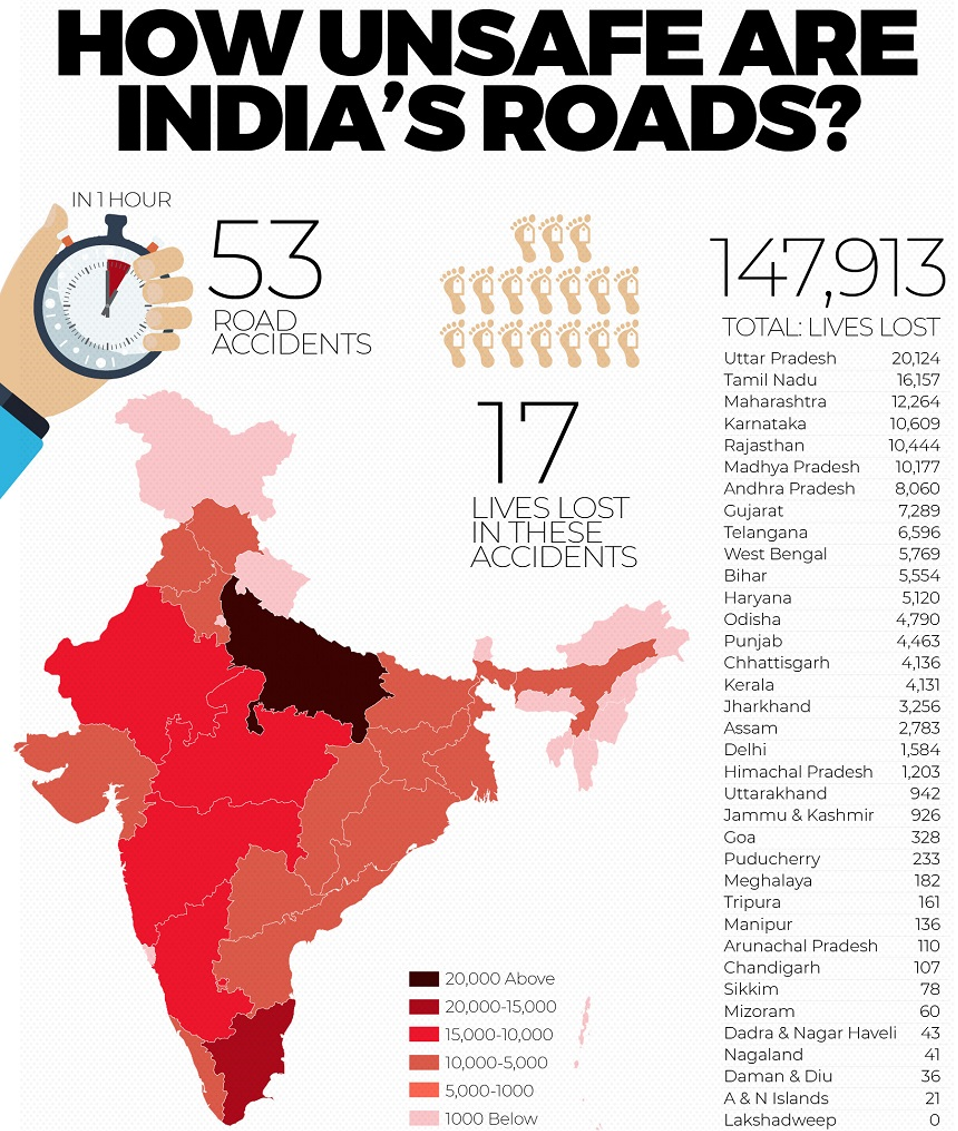 HOW UNSAFE ARE
INDIA'S ROADS?
IN 1 HOUR
53
ROAD
ACCIDENTS
17
LIVES LOST
IN THESE
ACCIDENTS
147,913
TOTAL: LIVES LOST
Uttar Pradesh 20,124
Tamil Nadu 16,157
Maharashtra 12,264
Karnataka 10,609
Rajasthan 10,444
Madhya Pradesh 10,177
Andhra Pradesh 8,060
Gujarat 7,289
Telangana 6,596
West Bengal 5,769
Bihar 5,554
Haryana 5,120
Odisha 4,790
Punjab 4,463
Chhattisgarh 4,136
Kerala 4,131
Jharkhand 3,256
Assam 2,783
Delhi 1,584
Himachal Pradesh 1,203
Uttarakhand 942
Jammu & Kashmir 926
Goa 328
Puducherry 233
Meghalaya 182
Tripura 161
Manipur 136
Arunachal Pradesh 110
Chandigarh 107
Sikkim 78
Mizoram 60
Dadra & Nagar Haveli 43
Nagaland 41
Daman & Diu 36
A & N Islands 21
Lakshadweep 0
20,000 Above
20,000-15,000
15,000-10,000
10,000-5,000
5,000-1000
1000 Below